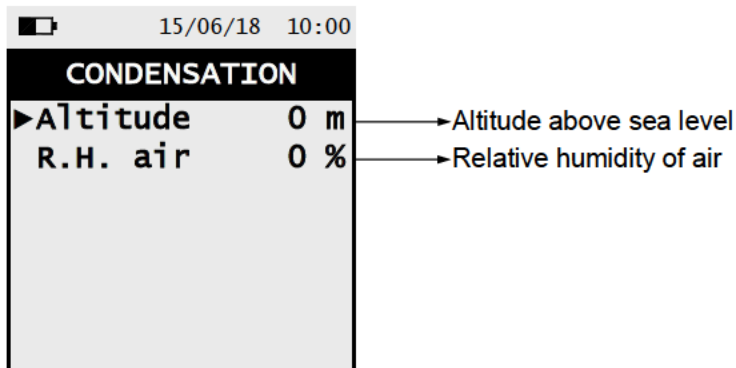 15/06/18 10:00
CONDENSATION
►Altitude 0 m
Altitude above sea level
R.H. air 0 %
Relative humidity of air